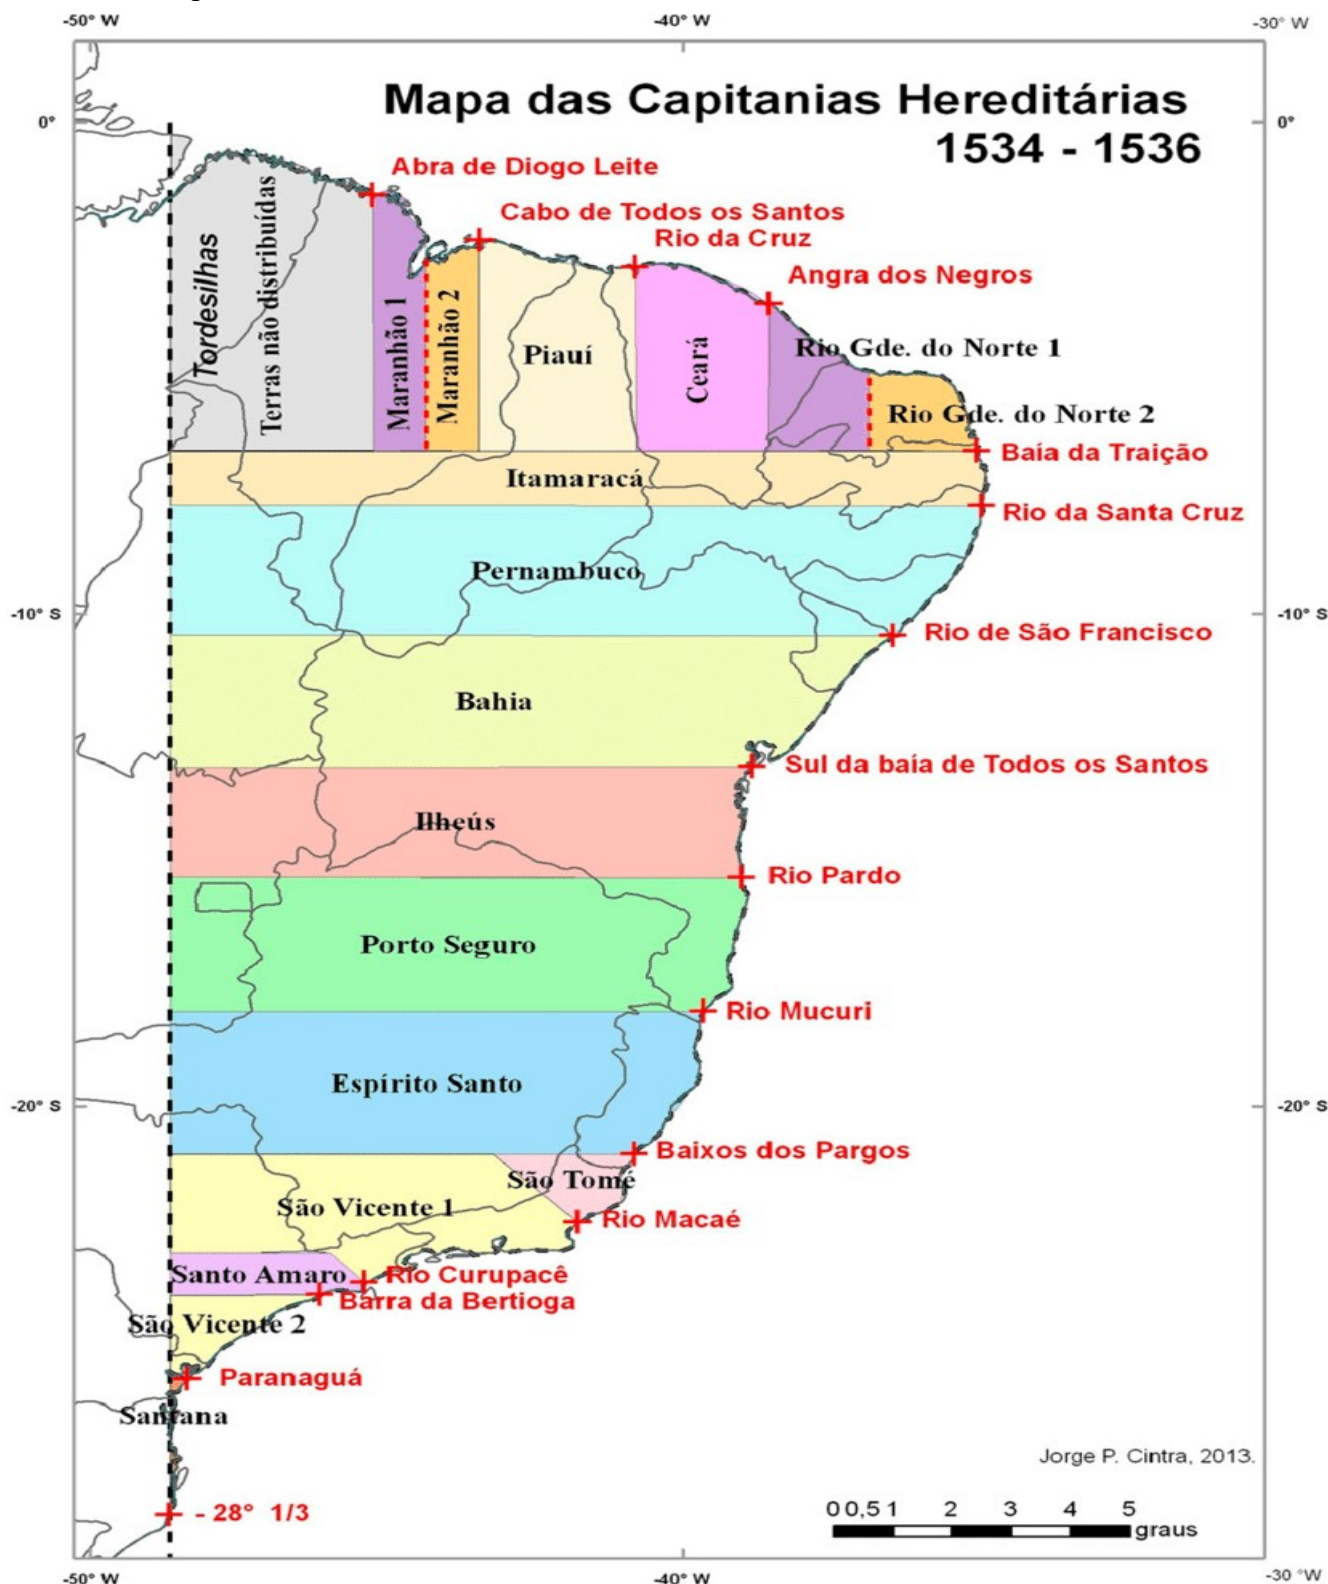 -50° W
-40° W
-30° W
Mapa das Capitanias Hereditárias
1534 - 1536
0°
0°
Abra de Diogo Leite
Cabo de Todos os Santos
Rio da Cruz
Angra dos Negros
Tordesilhas
Terras não distribuídas
Maranhão 1
Maranhão 2
Piauí
Ceará
Rio Gde. do Norte 1
Rio Gde. do Norte 2
Baía da Traição
Itamaracá
Rio da Santa Cruz
Pernambuco
-10° S
-10° S
Rio de São Francisco
Bahia
Sul da baía de Todos os Santos
Ilheús
Rio Pardo
Porto Seguro
Rio Mucuri
Espírito Santo
-20° S
-20° S
Baixos dos Pargos
São Tomé
São Vicente 1
Rio Macaé
Santo Amaro
Rio Curupacê
Barra da Bertioga
São Vicente 2
Paranaguá
Santana
Jorge P. Cintra, 2013.
- 28° 1/3
0 0,5 1 2 3 4 5
graus
-50° W
-40° W
-30 °W